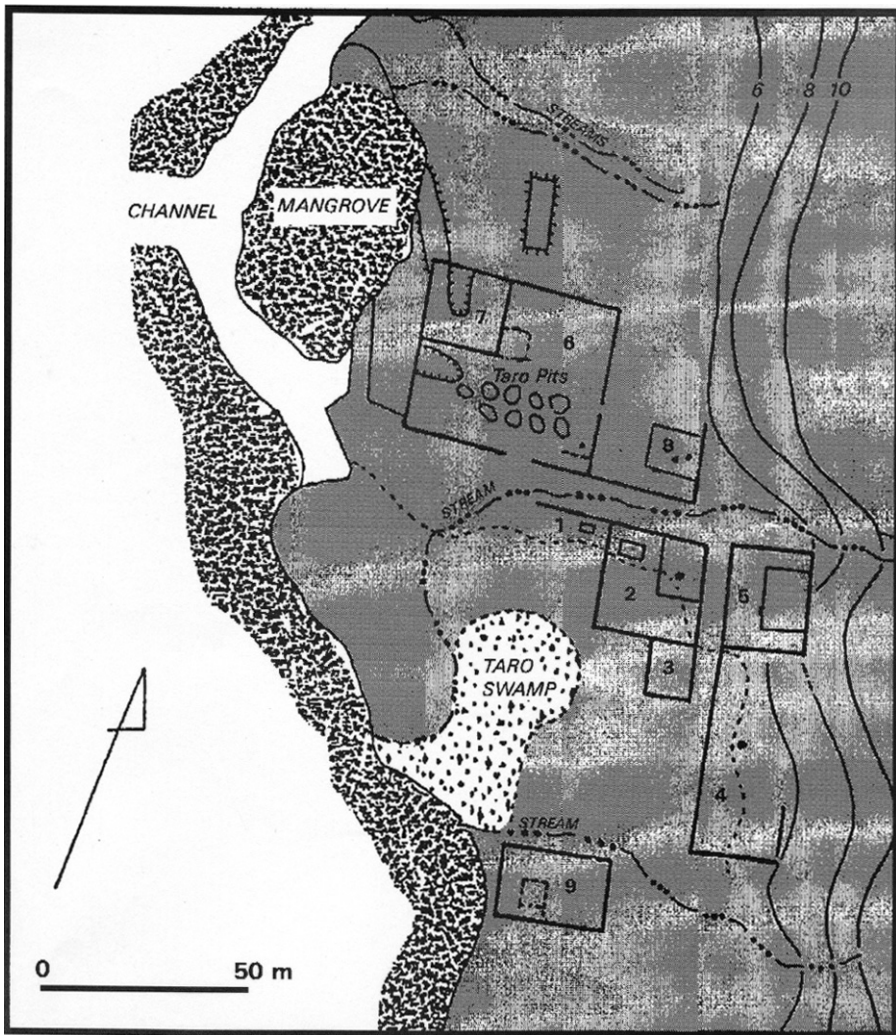 6 8 10
STREAMS
CHANNEL
MANGROVE
7
6
Taro Pits
8
STREAM
1
2
5
3
TARO
SWAMP
4
STREAM
9
0 50 m